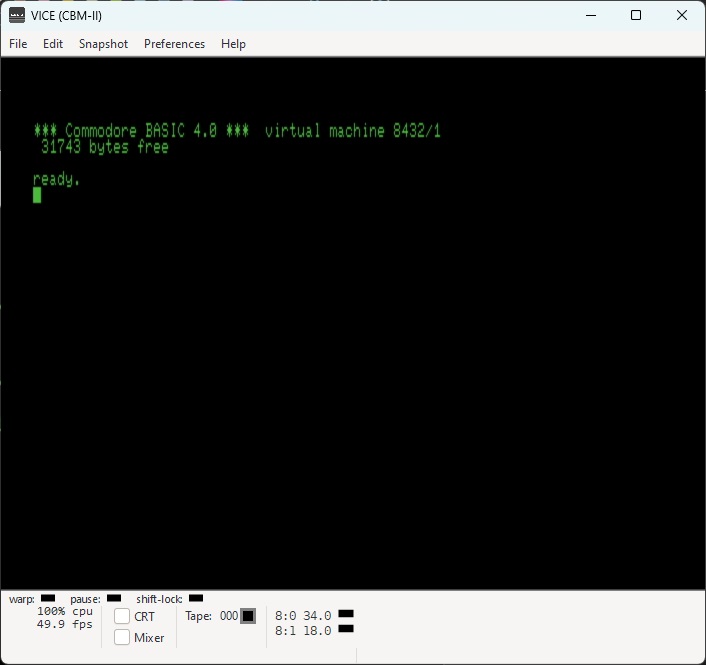 VICE (CBM-II)
File Edit Snapshot Preferences Help
*** Commodore BASIC 4.0 ***  virtual machine 8432/1
31743 bytes free
ready.
warp: pause: shift-lock:
100% cpu
49.9 fps
CRT
Mixer
Tape: 000
8:0 34.0
8:1 18.0